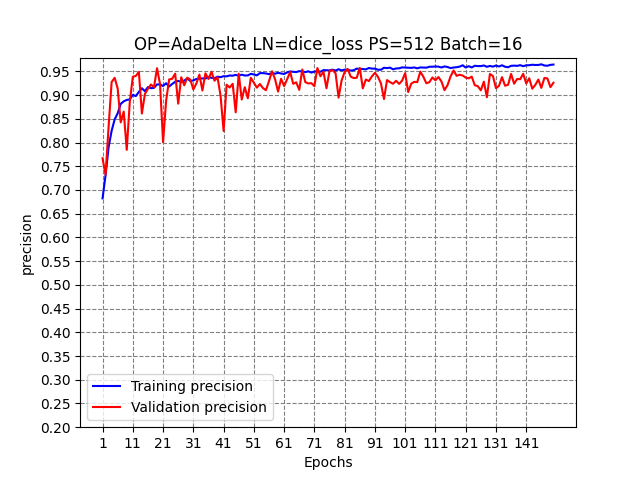 OP=AdaDelta LN=dice_loss PS=512 Batch=16
0.95
0.90
0.85
0.80
0.75
0.70
0.65
0.60
0.55
0.50
0.45
0.40
0.35
0.30
0.25
0.20
precision
Training precision
Validation precision
1 11 21 31 41 51 61 71 81 91 101 111 121 131 141
Epochs